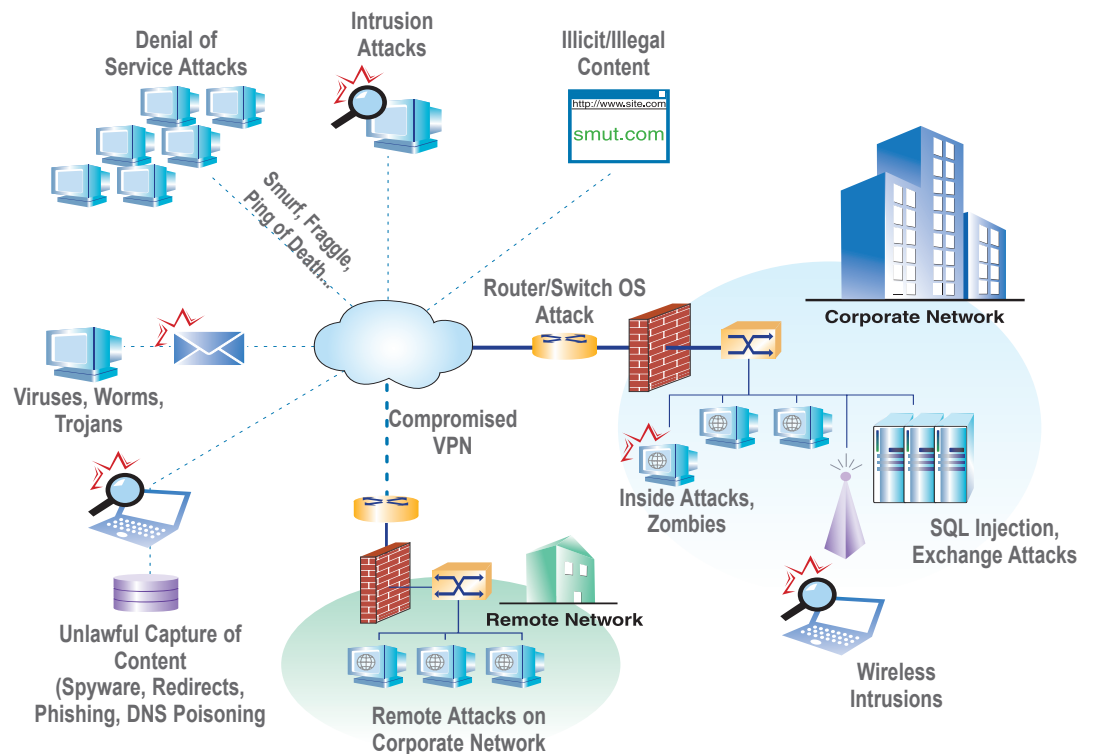 Denial of
Service Attacks
Intrusion
Attacks
Illicit/Illegal
Content
http://www.site.com
smut.com
Smurf, Fraggle,
Ping of Death...
Router/Switch OS
Attack
Corporate Network
Viruses, Worms,
Trojans
Compromised
VPN
Inside Attacks,
Zombies
SQL Injection,
Exchange Attacks
Remote Network
Unlawful Capture of
Content
(Spyware, Redirects,
Phishing, DNS Poisoning
Wireless
Intrusions
Remote Attacks on
Corporate Network